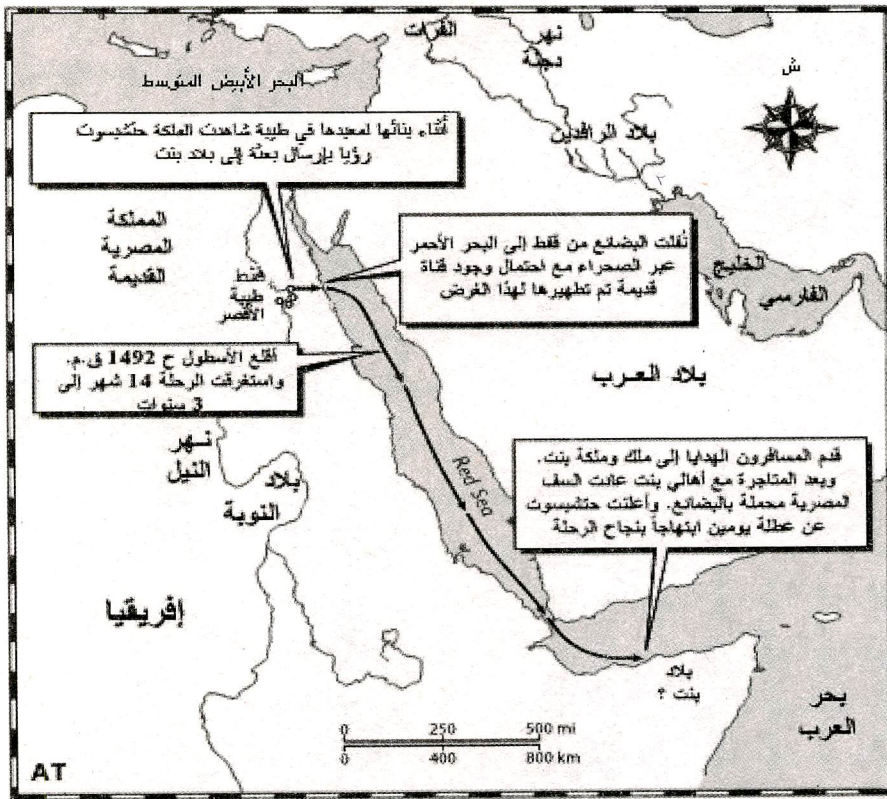 الفرات
نهر
دجلة
البحر الأبيض المتوسط
ش
بلاد الرافدين
أثناء بنائها لمعبدها في طيبة شاهدت الملكة حتشبسوت
رؤيا بإرسال بعثة إلى بلاد بنت
المملكة
المصرية
القديمة
نُقلت البضائع من قفط إلى البحر الأحمر
عبر الصحراء مع احتمال وجود قناة
قديمة تم تطهيرها لهذا الغرض
الخليج
الفارسي
قفط
طيبة
الأقصر
أقلع الأسطول ح 1492 ق.م.
واستغرقت الرحلة 14 شهر إلى
3 سنوات
بلاد العرب
نهر
النيل
بلاد
النوبة
Red Sea
قدم المسافرون الهدايا إلى ملك وملكة بنت.
وبعد المتاجرة مع أهالي بنت عادت السفن
المصرية محملة بالبضائع. وأعلنت حتشبسوت
عن عطلة يومين ابتهاجاً بنجاح الرحلة
إفريقيا
بلاد
بنت ؟
بحر
العرب
0 250 500 mi
0 400 800 km
AT